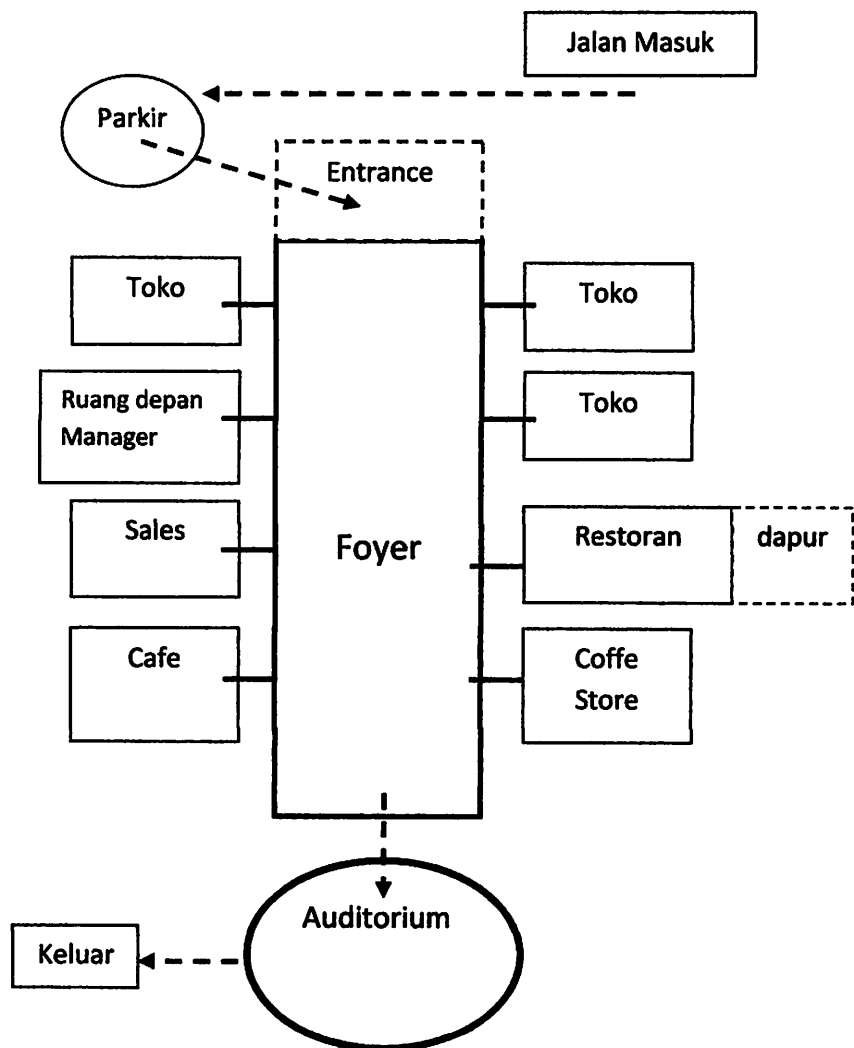 Jalan Masuk
Parkir
Entrance
Toko
Toko
Ruang depan
Manager
Toko
Sales
Foyer
Restoran
dapur
Cafe
Coffe
Store
Auditorium
Keluar